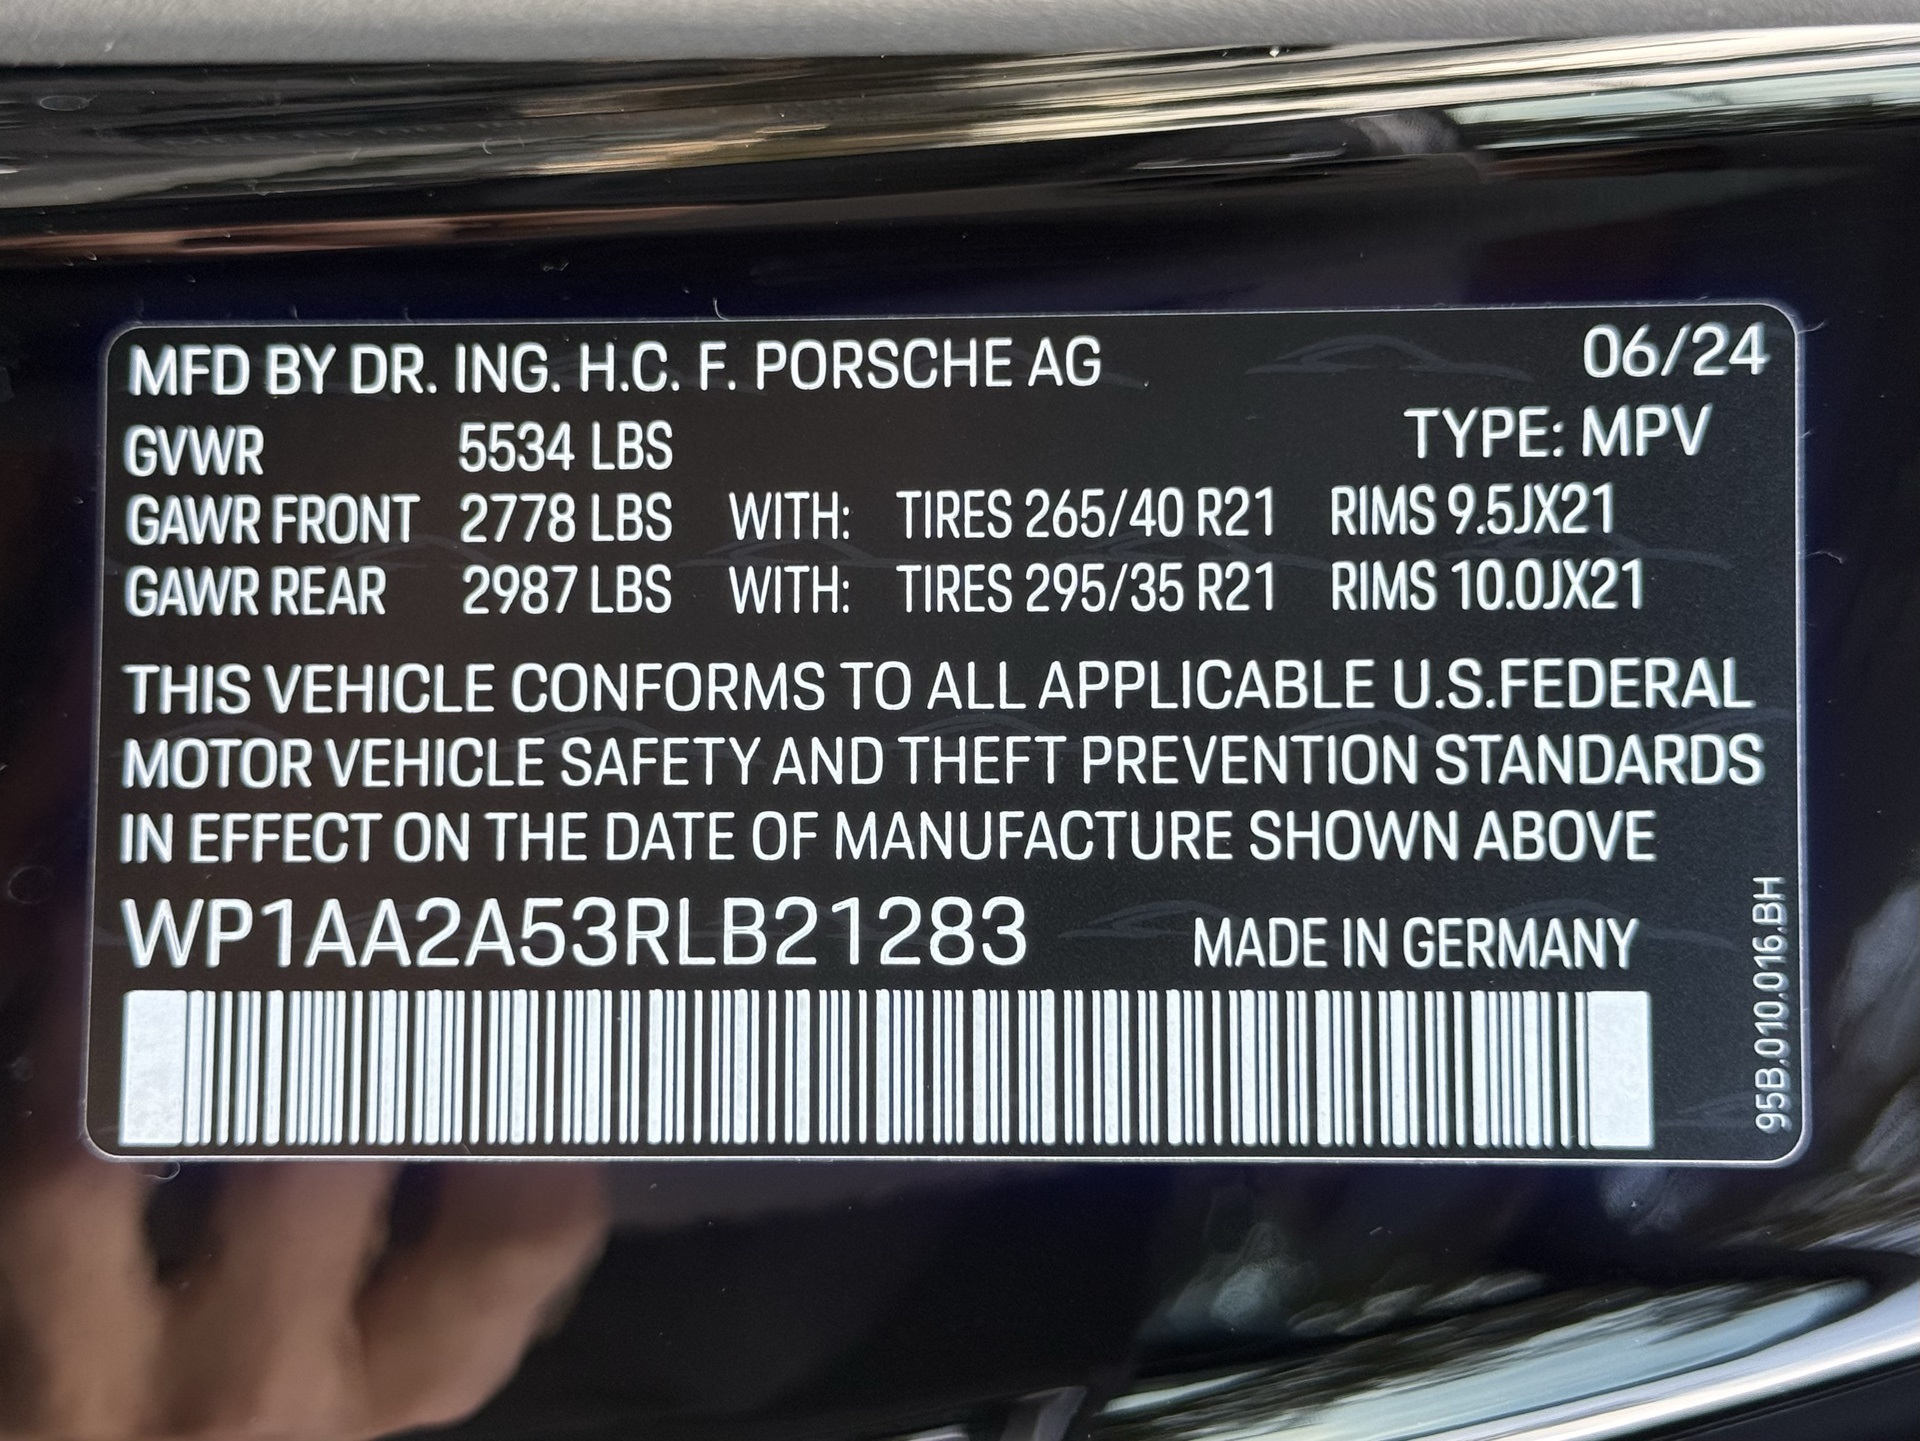 MFD BY DR. ING. H.C. F. PORSCHE AG 06/24
GVWR 5534 LBS TYPE: MPV
GAWR FRONT 2778 LBS WITH: TIRES 265/40 R21 RIMS 9.5JX21
GAWR REAR 2987 LBS WITH: TIRES 295/35 R21 RIMS 10.0JX21
THIS VEHICLE CONFORMS TO ALL APPLICABLE U.S.FEDERAL
MOTOR VEHICLE SAFETY AND THEFT PREVENTION STANDARDS
IN EFFECT ON THE DATE OF MANUFACTURE SHOWN ABOVE
WP1AA2A53RLB21283 MADE IN GERMANY
95B.010.016.BH